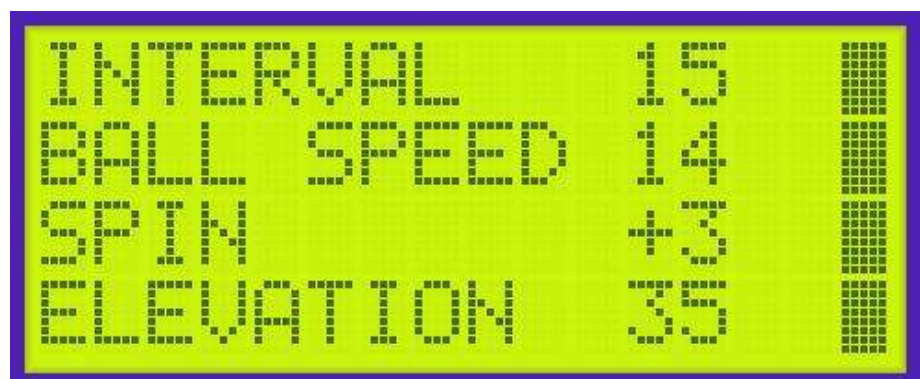 INTERVAL 15
BALL SPEED 14
SPIN +3
ELEVATION 35